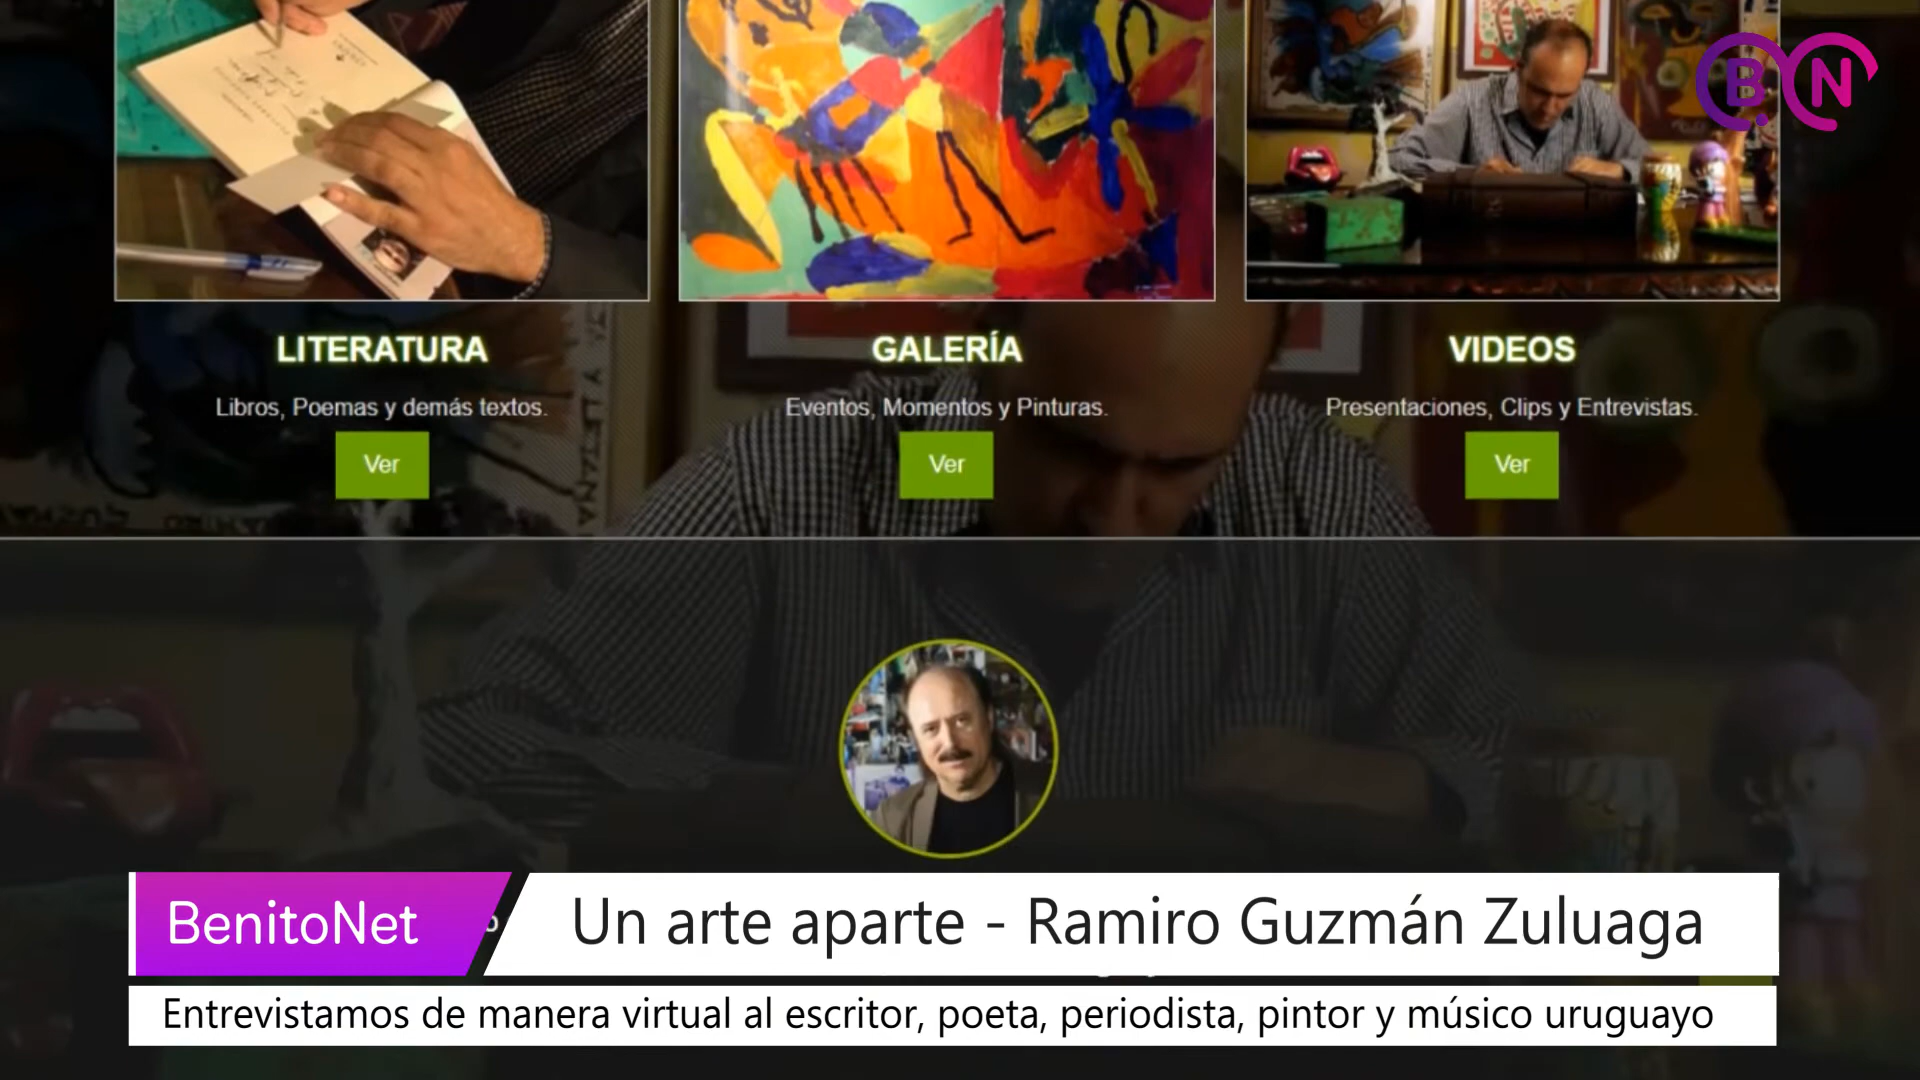 BN
LITERATURA
GALERÍA
VIDEOS
Libros, Poemas y demás textos.
Eventos, Momentos y Pinturas.
Presentaciones, Clips y Entrevistas.
Ver
Ver
Ver
BenitoNet
Un arte aparte - Ramiro Guzmán Zuluaga
Entrevistamos de manera virtual al escritor, poeta, periodista, pintor y músico uruguayo